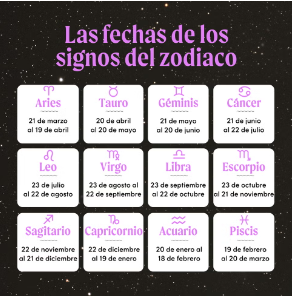 Las fechas de los
signos del zodiaco
Aries
21 de marzo
al 19 de abril
Tauro
20 de abril
al 20 de mayo
Géminis
21 de mayo
al 20 de junio
Cáncer
21 de junio
al 22 de julio
Leo
23 de julio
al 22 de agosto
Virgo
23 de agosto al
22 de septiembre
Libra
23 de septiembre
al 22 de octubre
Escorpio
23 de octubre
al 21 de noviembre
Sagitario
22 de noviembre
al 21 de diciembre
Capricornio
22 de diciembre
al 19 de enero
Acuario
20 de enero al
18 de febrero
Piscis
19 de febrero
al 20 de marzo